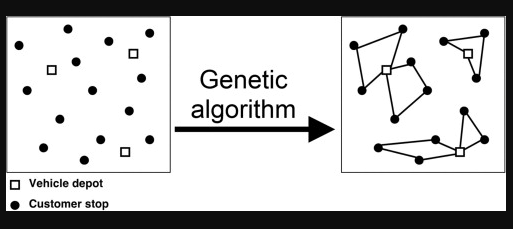 Genetic
algorithm
Vehicle depot
Customer stop